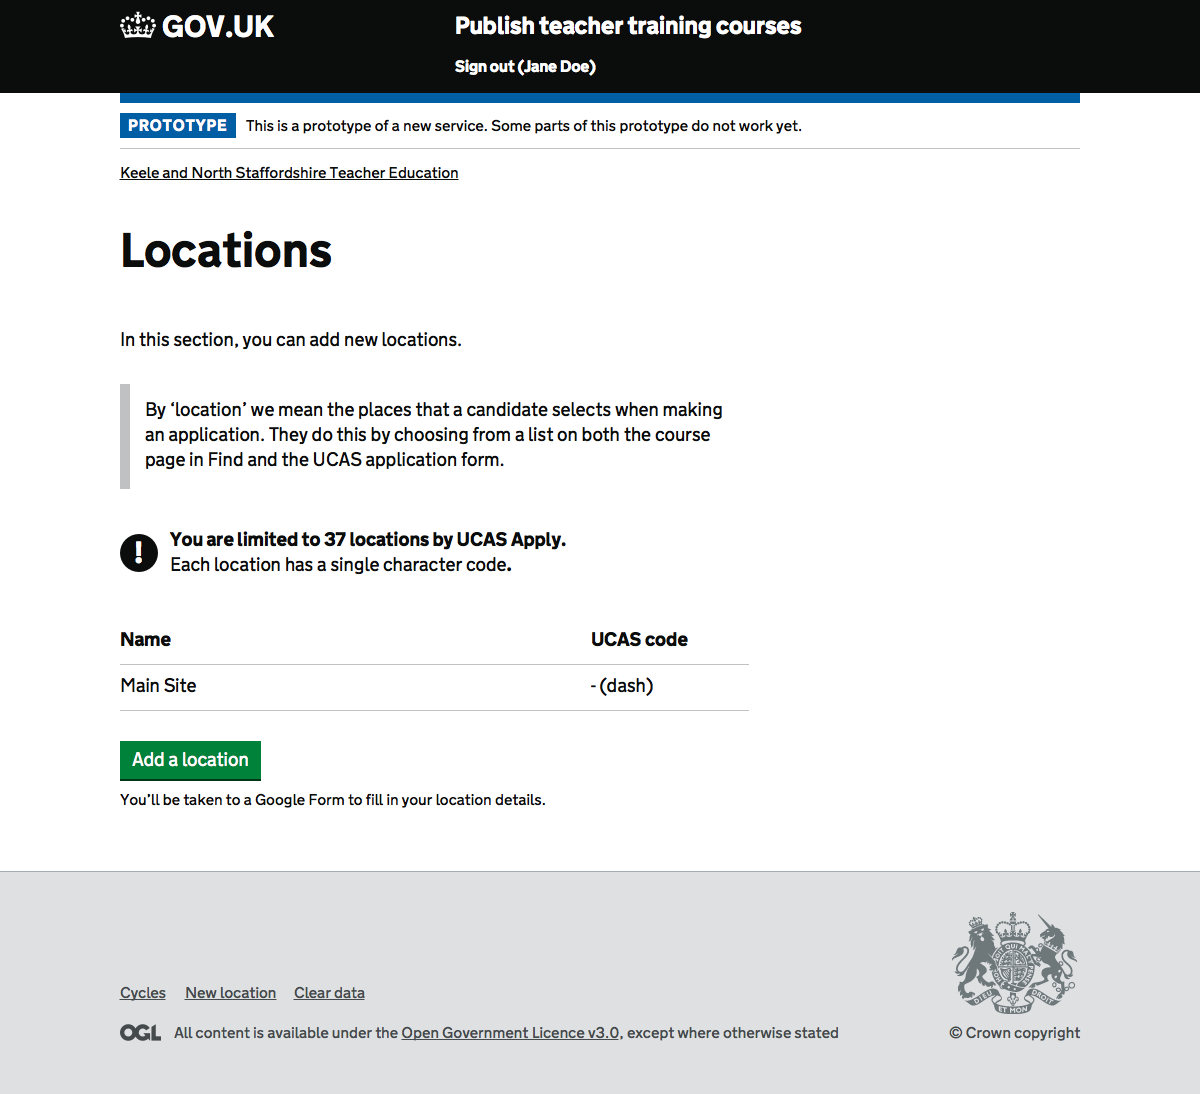 GOV.UK
Publish teacher training courses
Sign out (Jane Doe)
PROTOTYPE This is a prototype of a new service. Some parts of this prototype do not work yet.
Keele and North Staffordshire Teacher Education
Locations
In this section, you can add new locations.
By ‘location’ we mean the places that a candidate selects when making
an application. They do this by choosing from a list on both the course
page in Find and the UCAS application form.
! You are limited to 37 locations by UCAS Apply.
Each location has a single character code.
Name UCAS code
Main Site - (dash)
Add a location
You’ll be taken to a Google Form to fill in your location details.
Cycles New location Clear data
OGL All content is available under the Open Government Licence v3.0, except where otherwise stated
DIEU ET MON DROIT
© Crown copyright